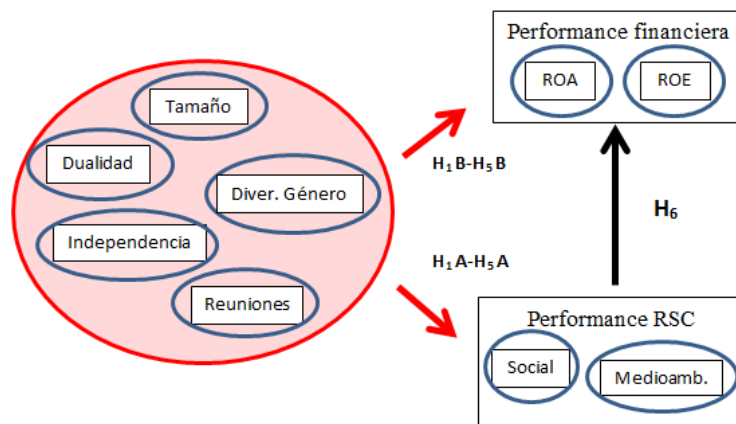 Tamaño
Dualidad
Diver. Género
Independencia
Reuniones
H1B-H5B
H1A-H5A
Performance financiera
ROA
ROE
H6
Performance RSC
Social
Medioamb.